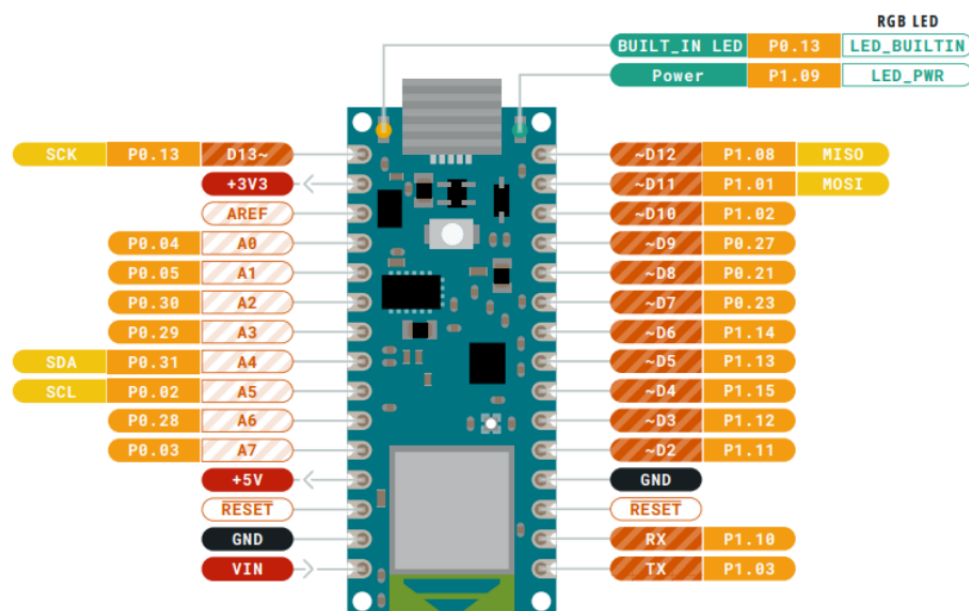 RGB LED
BUILT_IN LED P0.13 LED_BUILTIN
Power P1.09 LED_PWR
SCK P0.13 D13~ ~D12 P1.08 MISO
+3V3 ~D11 P1.01 MOSI
AREF ~D10 P1.02
P0.04 A0 ~D9 P0.27
P0.05 A1 ~D8 P0.21
P0.30 A2 ~D7 P0.23
P0.29 A3 ~D6 P1.14
SDA P0.31 A4 ~D5 P1.13
SCL P0.02 A5 ~D4 P1.15
P0.28 A6 ~D3 P1.12
P0.03 A7 ~D2 P1.11
+5V GND
RESET RESET
GND RX P1.10
VIN TX P1.03